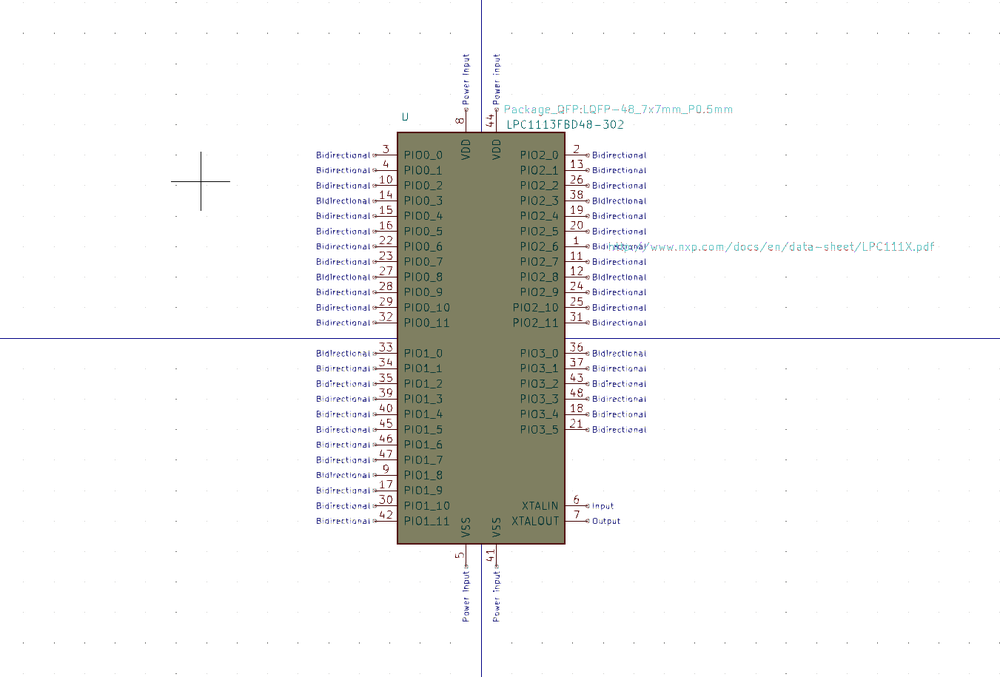 Power Input Power Input
8 44
Package_QFP:LQFP-48_7x7mm_P0.5mm
U LPC1113FBD48-302
VDD VDD
Bidirectional 3 PIO0_0 PIO2_0 2 Bidirectional
Bidirectional 4 PIO0_1 PIO2_1 13 Bidirectional
Bidirectional 10 PIO0_2 PIO2_2 26 Bidirectional
Bidirectional 14 PIO0_3 PIO2_3 38 Bidirectional
Bidirectional 15 PIO0_4 PIO2_4 19 Bidirectional
Bidirectional 16 PIO0_5 PIO2_5 20 Bidirectional
Bidirectional 22 PIO0_6 PIO2_6 1 Bidirectional www.nxp.com/docs/en/data-sheet/LPC111X.pdf
Bidirectional 23 PIO0_7 PIO2_7 11 Bidirectional
Bidirectional 27 PIO0_8 PIO2_8 12 Bidirectional
Bidirectional 28 PIO0_9 PIO2_9 24 Bidirectional
Bidirectional 29 PIO0_10 PIO2_10 25 Bidirectional
Bidirectional 32 PIO0_11 PIO2_11 31 Bidirectional
Bidirectional 33 PIO1_0 PIO3_0 36 Bidirectional
Bidirectional 34 PIO1_1 PIO3_1 37 Bidirectional
Bidirectional 35 PIO1_2 PIO3_2 43 Bidirectional
Bidirectional 39 PIO1_3 PIO3_3 48 Bidirectional
Bidirectional 40 PIO1_4 PIO3_4 18 Bidirectional
Bidirectional 45 PIO1_5 PIO3_5 21 Bidirectional
Bidirectional 46 PIO1_6
Bidirectional 47 PIO1_7
Bidirectional 9 PIO1_8
Bidirectional 17 PIO1_9
Bidirectional 30 PIO1_10 XTALIN 6 Input
Bidirectional 42 PIO1_11 XTALOUT 7 Output
VSS VSS
5 41
Power Input Power Input